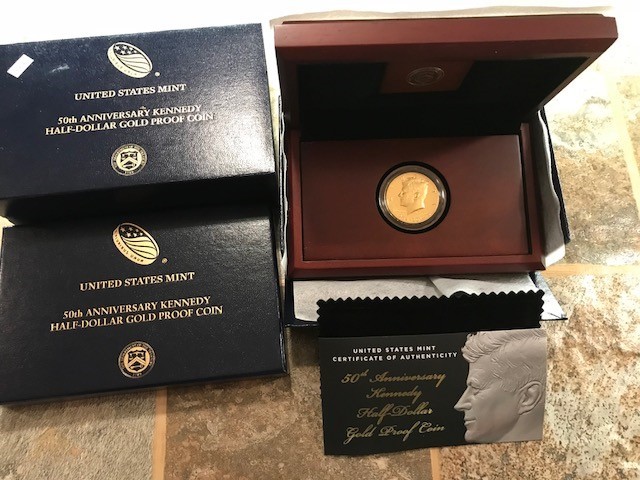 UNITED STATES MINT
50TH ANNIVERSARY KENNEDY
HALF-DOLLAR GOLD PROOF COIN
UNITED STATES MINT
50TH ANNIVERSARY KENNEDY
HALF-DOLLAR GOLD PROOF COIN
UNITED STATES MINT
CERTIFICATE OF AUTHENTICITY
50th Anniversary
Kennedy
Half-Dollar
Gold Proof Coin